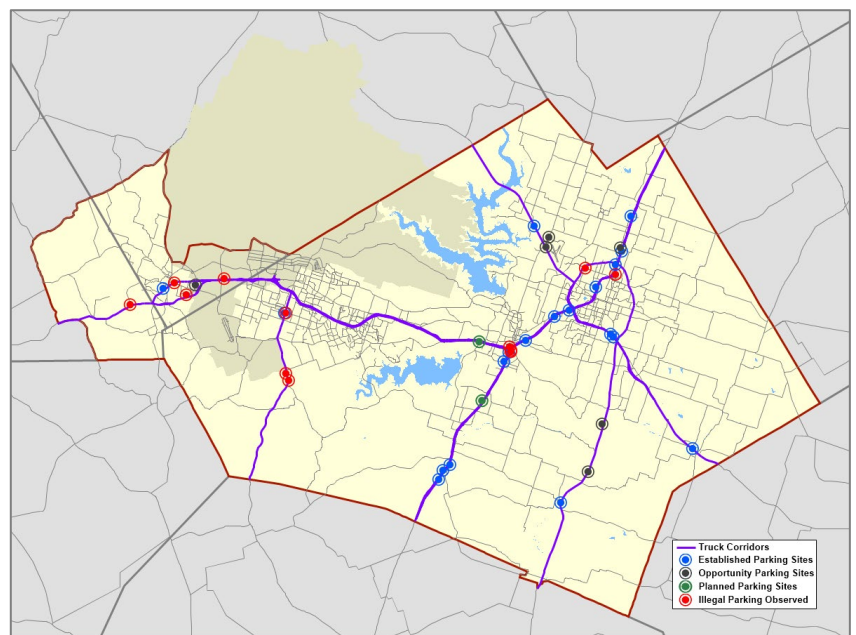 Truck Corridors
Established Parking Sites
Opportunity Parking Sites
Planned Parking Sites
Illegal Parking Observed